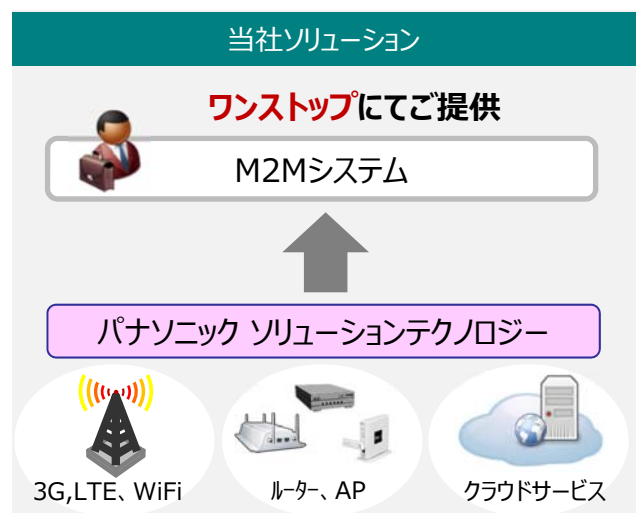 当社ソリューション
ワンストップにてご提供
M2Mシステム
パナソニック ソリューションテクノロジー
3G,LTE、WiFi
ルーター、AP
クラウドサービス